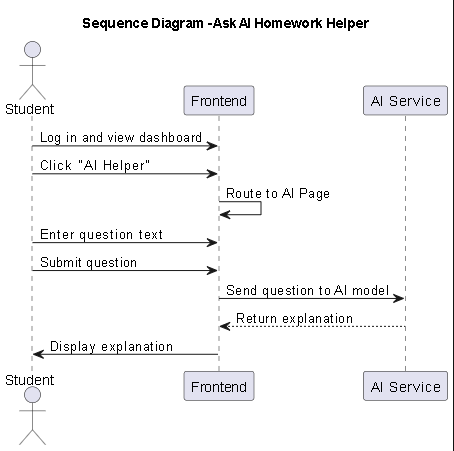 Sequence Diagram -Ask AI Homework Helper
Student
Frontend
AI Service
Log in and view dashboard
Click "AI Helper"
Route to AI Page
Enter question text
Submit question
Send question to AI model
Return explanation
Display explanation
Student
Frontend
AI Service